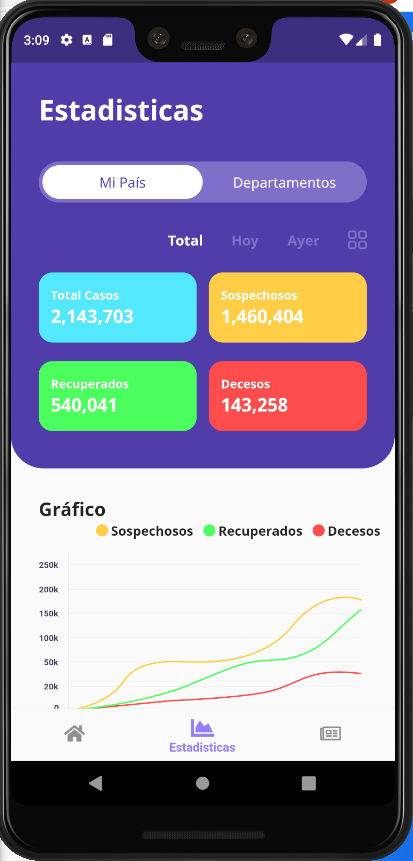 3:09
Estadisticas
Mi País Departamentos
Total Hoy Ayer
Total Casos Sospechosos
2,143,703 1,460,404
Recuperados Decesos
540,041 143,258
Gráfico
Sospechosos Recuperados Decesos
250k
200k
150k
100k
50k
20k
0
Estadisticas